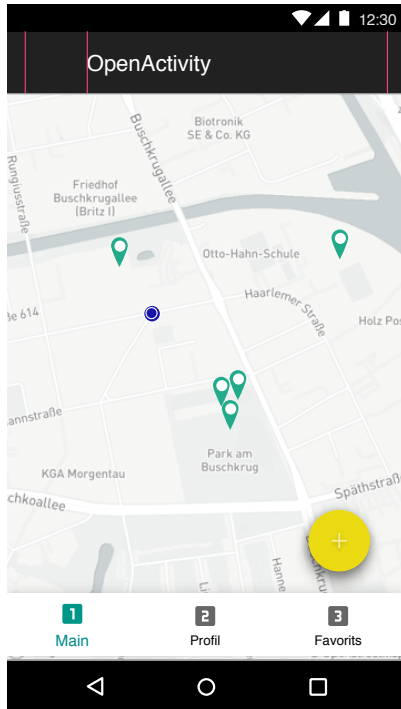 12:30
OpenActivity
Biotronik
SE & Co. KG
Buschkrugallee
Rungiusstraße
Friedhof
Buschkrugallee
(Britz I)
Otto-Hahn-Schule
Haarlemer Straße
614
Holz Pos
annstraße
Park am
Buschkrug
KGA Morgentau
Späthstraß
chkoallee
Hanne
1
2
3
Main
Profil
Favorits